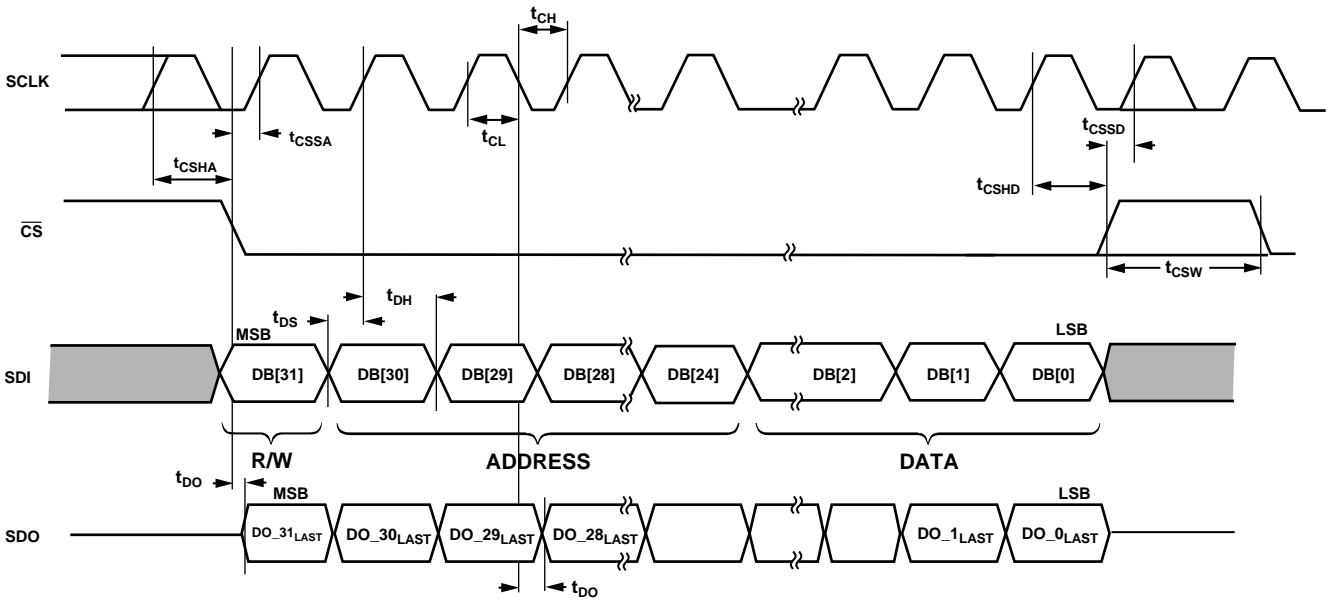 tCH
SCLK
tCSSA
tCL
tCSSD
tCSHA
tCSHD
CS
tCSW
tDH
tDS
MSB
LSB
SDI
DB[31]
DB[30]
DB[29]
DB[28]
DB[24]
DB[2]
DB[1]
DB[0]
R/W
ADDRESS
DATA
tDO
MSB
LSB
SDO
DO_31LAST
DO_30LAST
DO_29LAST
DO_28LAST
DO_1LAST
DO_0LAST
tDO